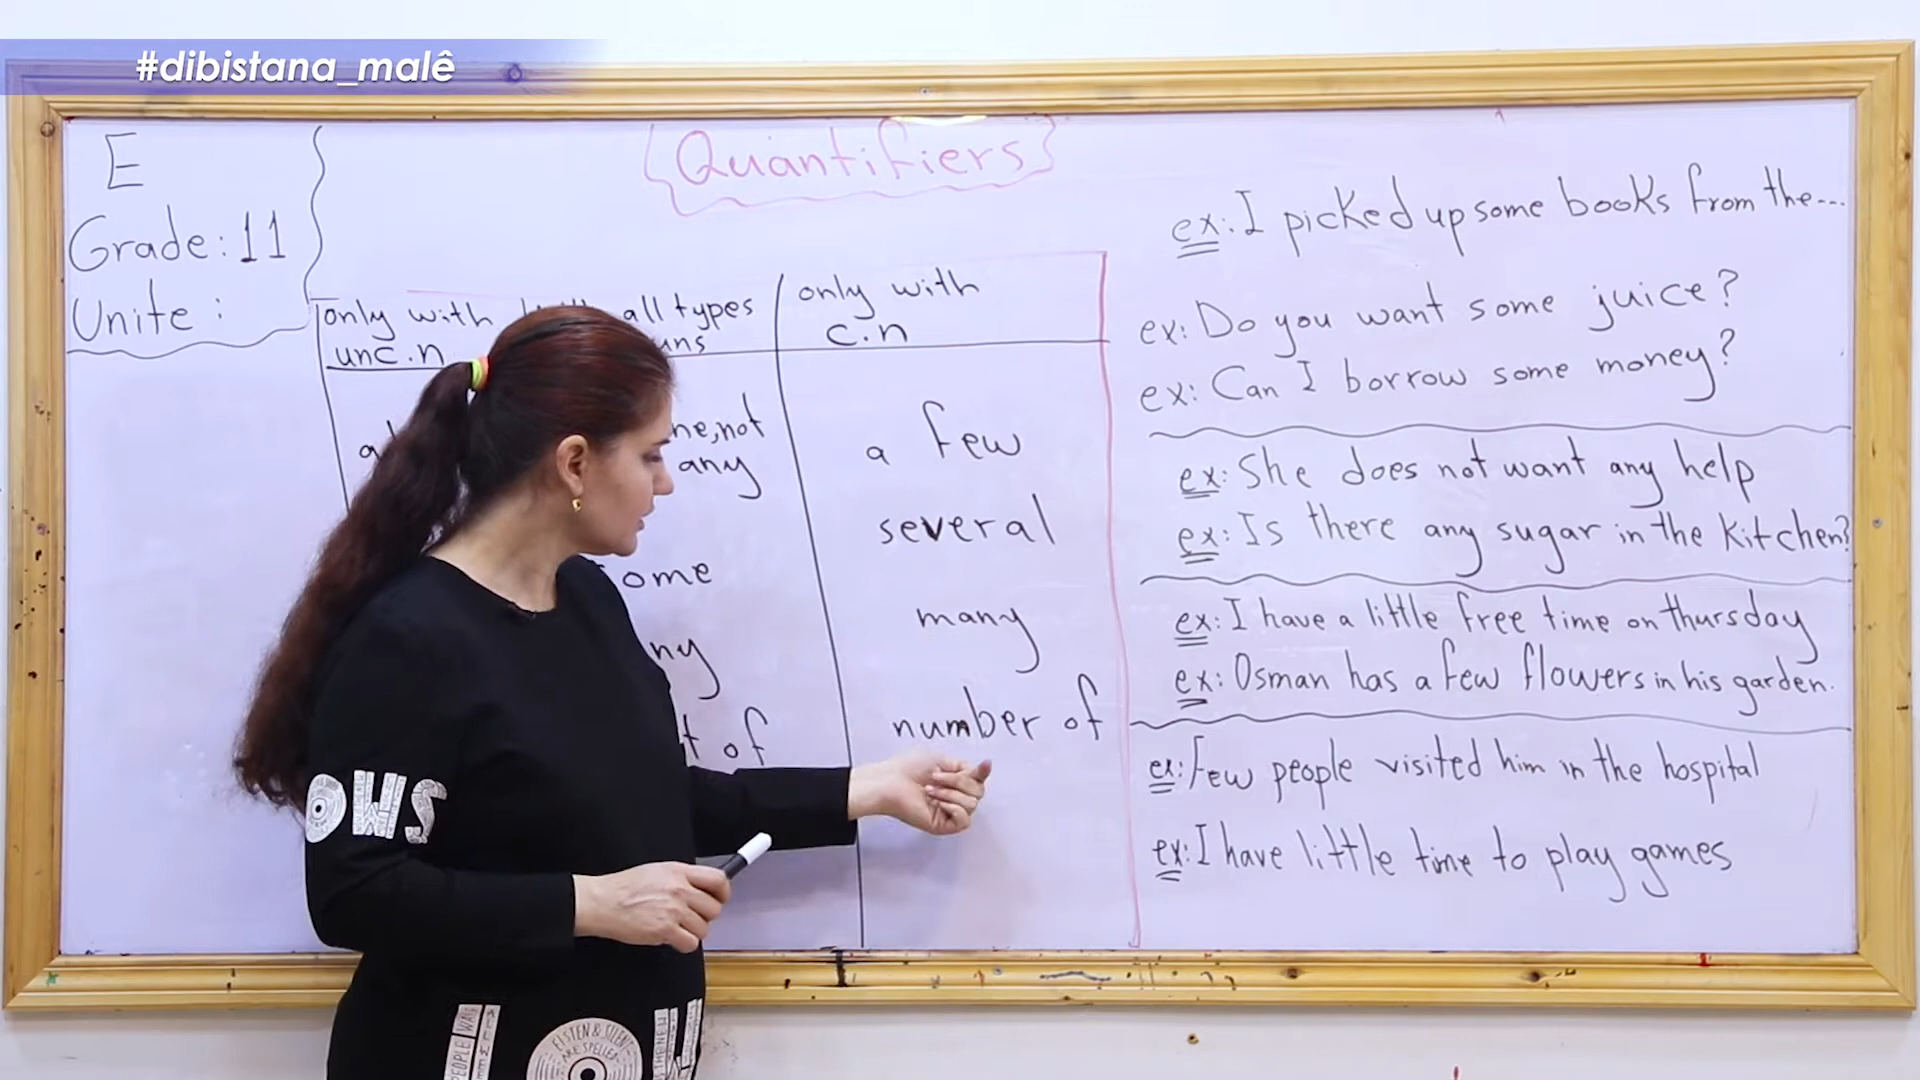 #dibistana_malê
E
Grade:11
Unite :
Quantifiers
only with
unc.n
all types
only with
c.n
any
a few
several
many
number of
of
ex: I picked up some books from the...
ex: Do you want some juice?
ex: Can I borrow some money?
ex: She does not want any help
ex: Is there any sugar in the kitchen?
ex: I have a little free time on thursday
ex: Osman has a few flowers in his garden.
ex: Few people visited him in the hospital
ex: I have little time to play games
OWS
PEOPLE